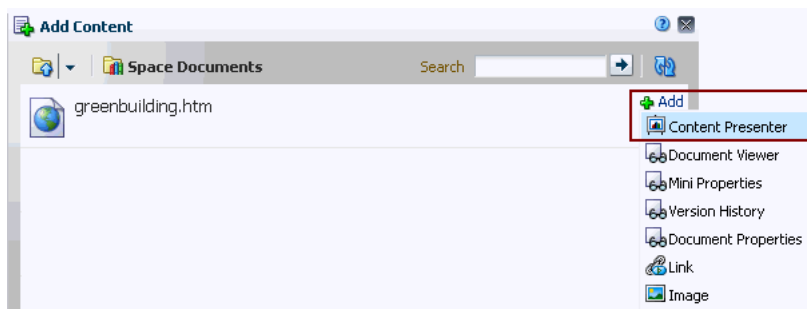 Add Content
Space Documents
Search
greenbuilding.htm
Add
Content Presenter
Document Viewer
Mini Properties
Version History
Document Properties
Link
Image